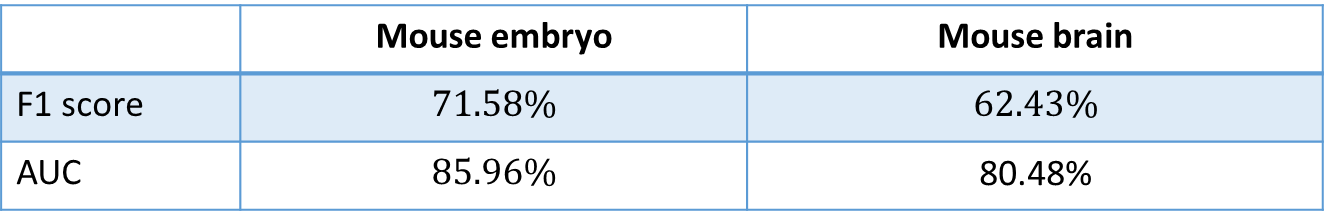 Mouse embryo Mouse brain
F1 score 71.58% 62.43%
AUC 85.96% 80.48%